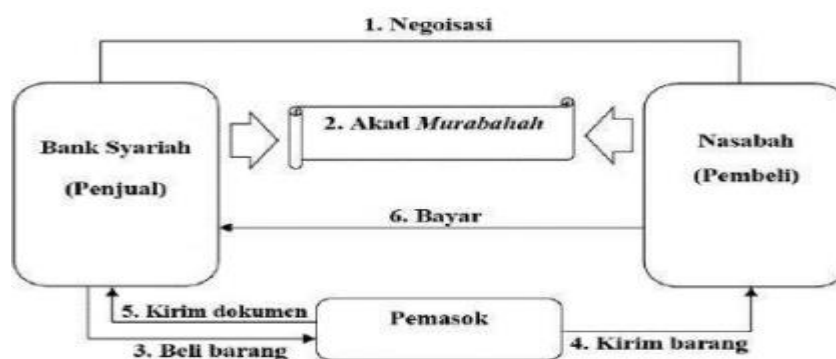 1. Negoisasi
2. Akad Murabahah
Bank Syariah
(Penjual)
Nasabah
(Pembeli)
6. Bayar
5. Kirim dokumen
Pemasok
3. Beli barang
4. Kirim barang